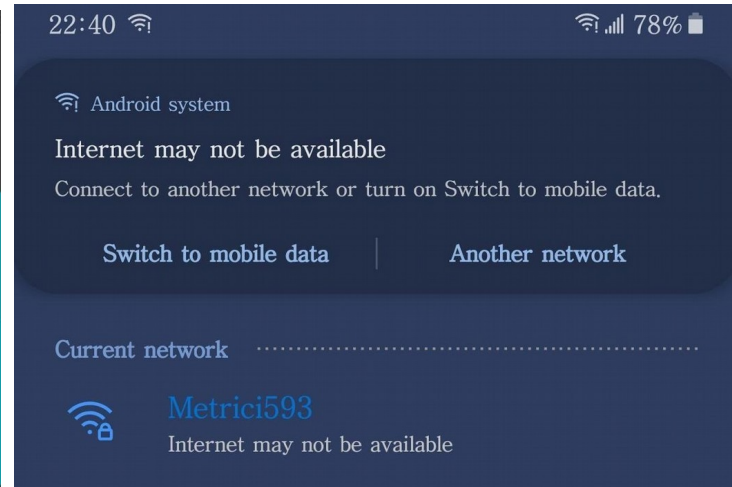 22:40
78%
Android system
Internet may not be available
Connect to another network or turn on Switch to mobile data.
Switch to mobile data
Another network
Current network
Metrici593
Internet may not be available